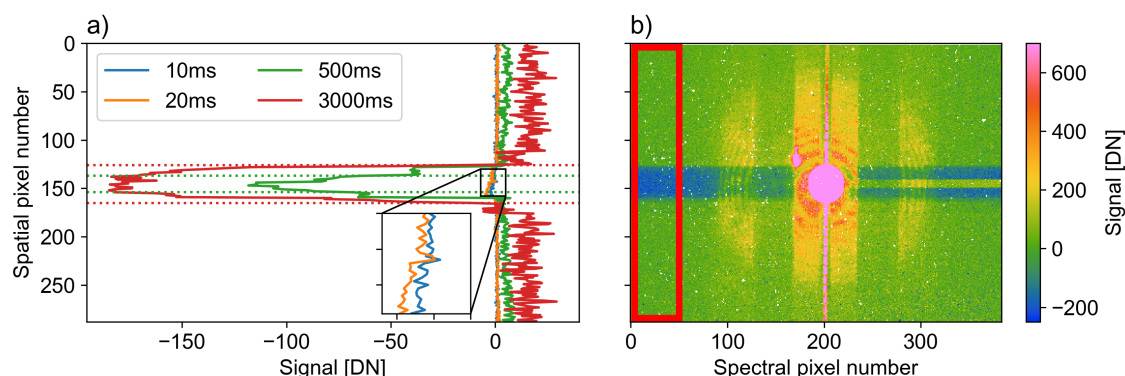 a)
0
50
100
150
200
250
Spatial pixel number
10ms
20ms
500ms
3000ms
−150
−100
−50
0
Signal [DN]
b)
0
100
200
300
Spectral pixel number
600
400
200
0
−200
Signal [DN]